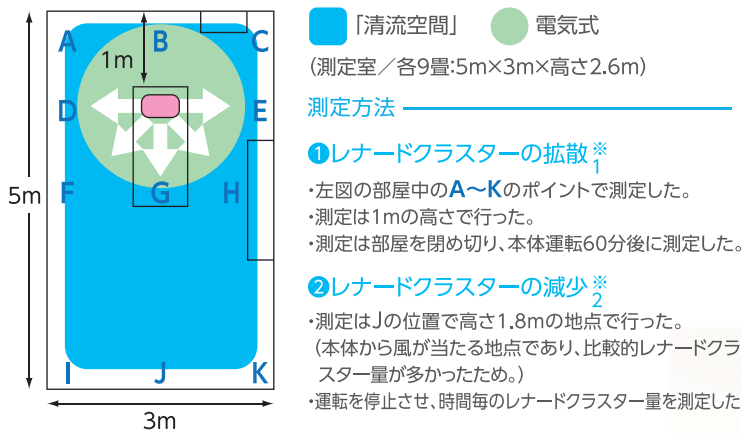 A B C
1m
D E
5m
F G H
I J K
3m
「清流空間」 電気式
(測定室／各9畳:5m×3m×高さ2.6m)
測定方法
❶レナードクラスターの拡散※1
・左図の部屋中のA〜Kのポイントで測定した。
・測定は1mの高さで行った。
・測定は部屋を閉め切り、本体運転60分後に測定した。
❷レナードクラスターの減少※2
・測定はJの位置で高さ1.8mの地点で行った。
(本体から風が当たる地点であり、比較的レナードクラ
スター量が多かったため。)
・運転を停止させ、時間毎のレナードクラスター量を測定した